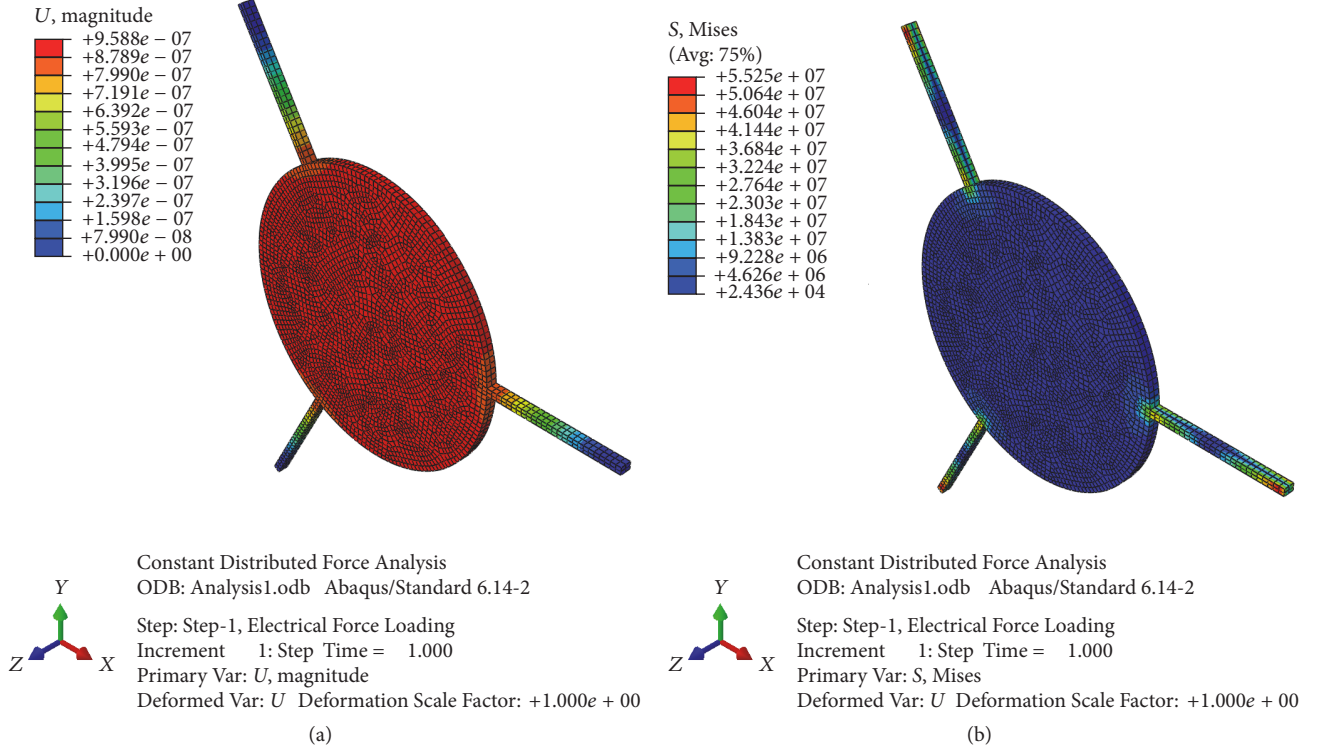 U, magnitude
+9.588e − 07
+8.789e − 07
+7.990e − 07
+7.191e − 07
+6.392e − 07
+5.593e − 07
+4.794e − 07
+3.995e − 07
+3.196e − 07
+2.397e − 07
+1.598e − 07
+7.990e − 08
+0.000e + 00
Constant Distributed Force Analysis
ODB: Analysis1.odb Abaqus/Standard 6.14-2
Step: Step-1, Electrical Force Loading
Increment 1: Step Time = 1.000
Primary Var: U, magnitude
Deformed Var: U Deformation Scale Factor: +1.000e + 00
Y
Z
X
(a)
S, Mises
(Avg: 75%)
+5.525e + 07
+5.064e + 07
+4.604e + 07
+4.144e + 07
+3.684e + 07
+3.224e + 07
+2.764e + 07
+2.303e + 07
+1.843e + 07
+1.383e + 07
+9.228e + 06
+4.626e + 06
+2.436e + 04
Constant Distributed Force Analysis
ODB: Analysis1.odb Abaqus/Standard 6.14-2
Step: Step-1, Electrical Force Loading
Increment 1: Step Time = 1.000
Primary Var: S, Mises
Deformed Var: U Deformation Scale Factor: +1.000e + 00
Y
Z
X
(b)